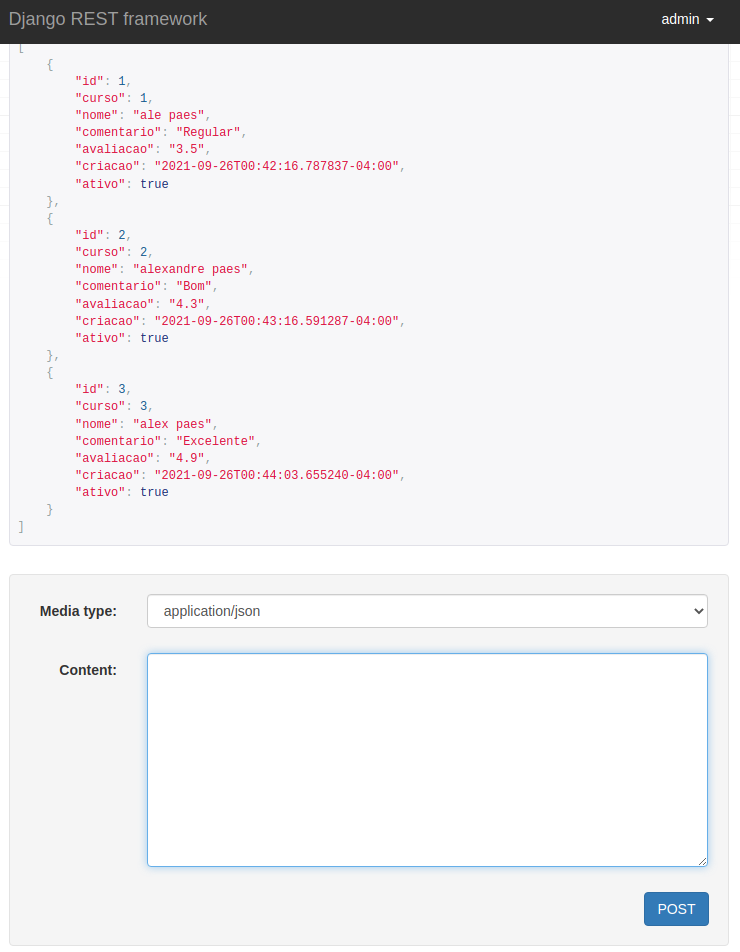 Django REST framework
admin
[
    {
        "id": 1,
        "curso": 1,
        "nome": "ale paes",
        "comentario": "Regular",
        "avaliacao": "3.5",
        "criacao": "2021-09-26T00:42:16.787837-04:00",
        "ativo": true
    },
    {
        "id": 2,
        "curso": 2,
        "nome": "alexandre paes",
        "comentario": "Bom",
        "avaliacao": "4.3",
        "criacao": "2021-09-26T00:43:16.591287-04:00",
        "ativo": true
    },
    {
        "id": 3,
        "curso": 3,
        "nome": "alex paes",
        "comentario": "Excelente",
        "avaliacao": "4.9",
        "criacao": "2021-09-26T00:44:03.655240-04:00",
        "ativo": true
    }
]
Media type:
application/json
Content:
POST